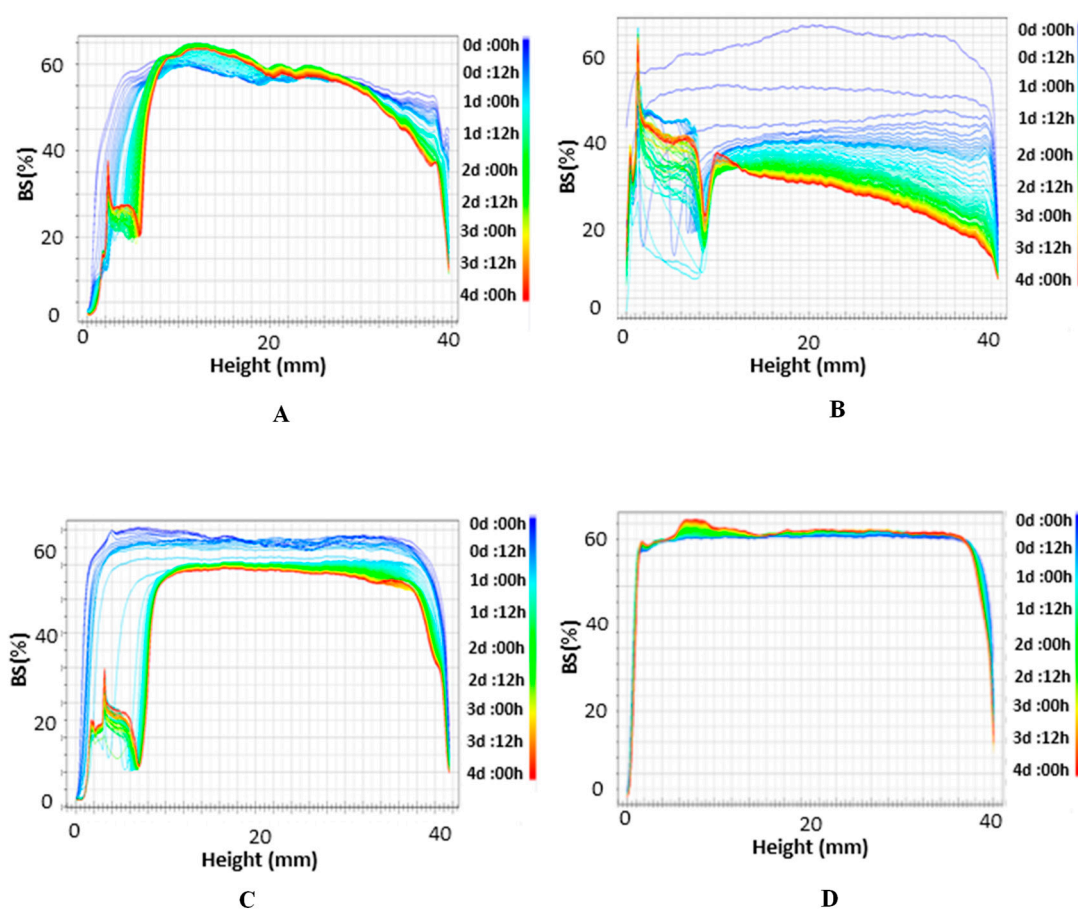 60
40
20
0
BS(%)
0 20 40
Height (mm)
0d :00h
0d :12h
1d :00h
1d :12h
2d :00h
2d :12h
3d :00h
3d :12h
4d :00h
A
60
40
20
0
BS(%)
0 20 40
Height (mm)
0d :00h
0d :12h
1d :00h
1d :12h
2d :00h
2d :12h
3d :00h
3d :12h
4d :00h
B
60
40
20
0
BS(%)
0 20 40
Height (mm)
0d :00h
0d :12h
1d :00h
1d :12h
2d :00h
2d :12h
3d :00h
3d :12h
4d :00h
C
60
40
20
0
BS(%)
0 20 40
Height (mm)
0d :00h
0d :12h
1d :00h
1d :12h
2d :00h
2d :12h
3d :00h
3d :12h
4d :00h
D